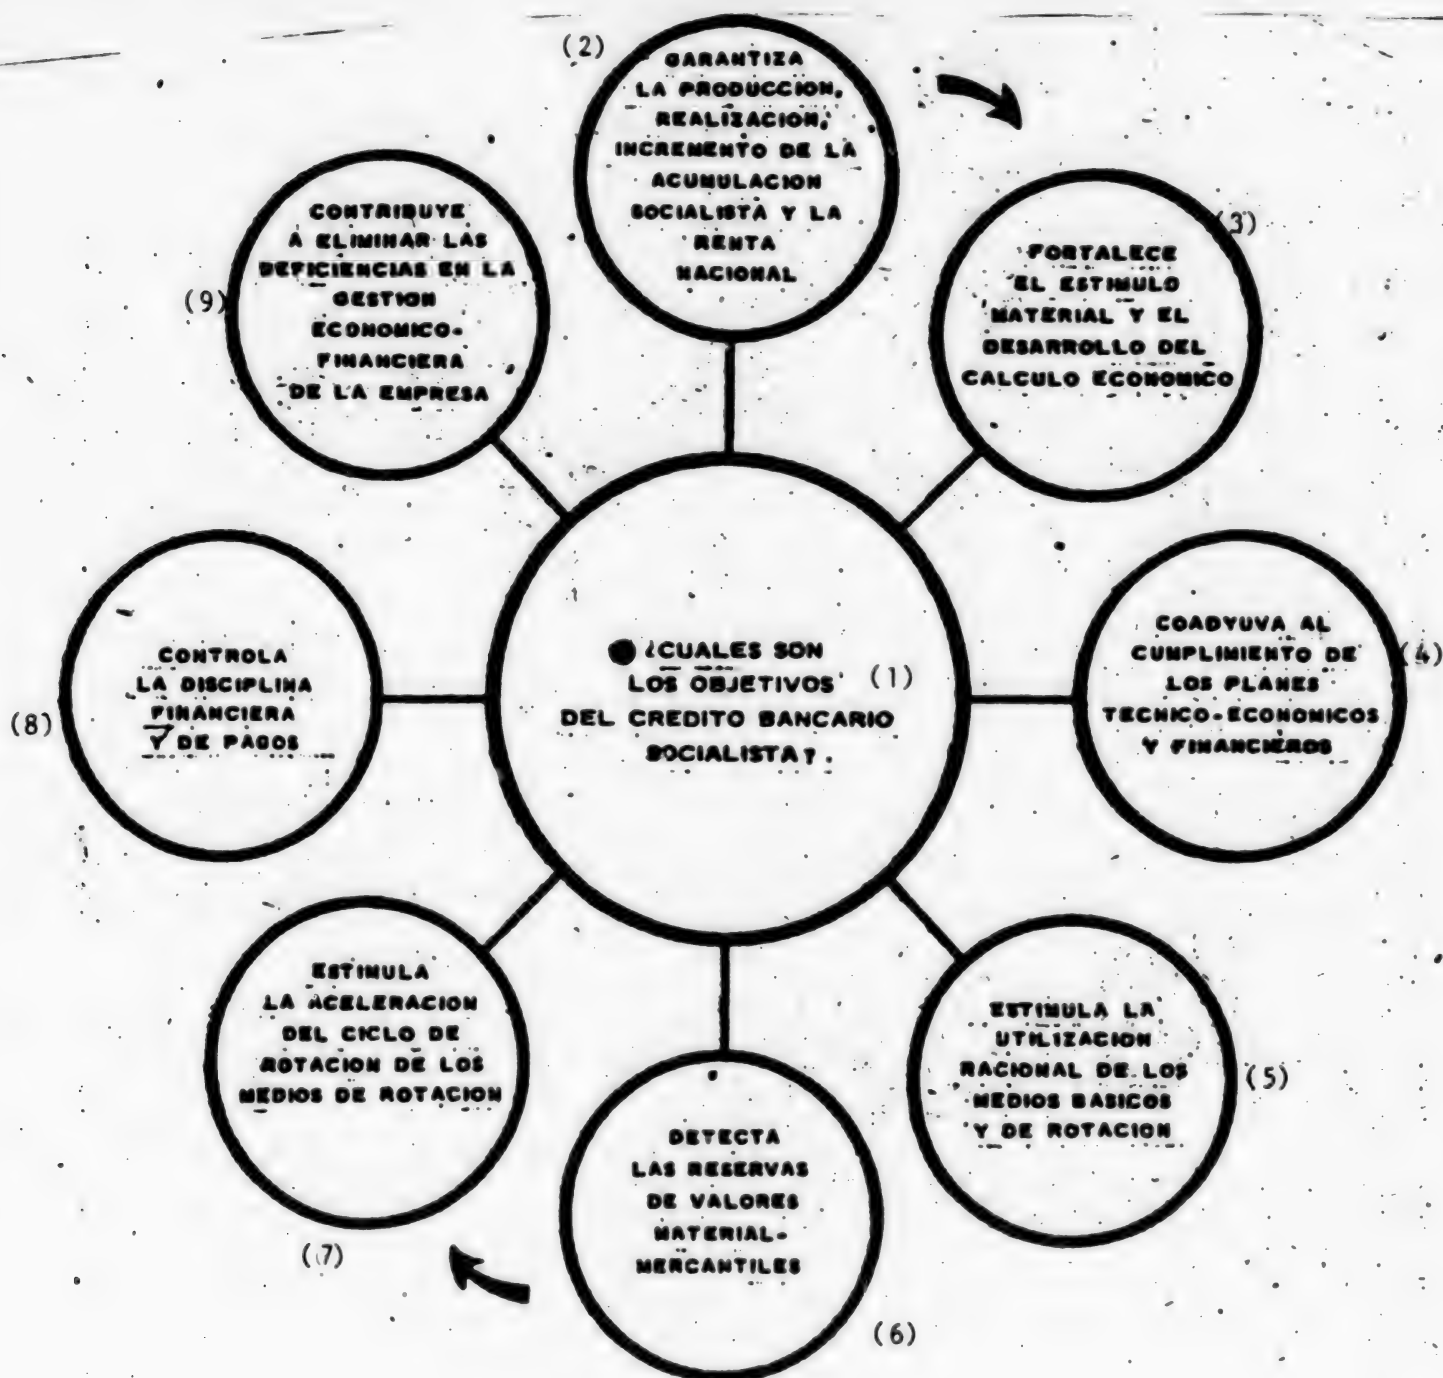 (1)
● ¿CUALES SON
LOS OBJETIVOS
DEL CREDITO BANCARIO
SOCIALISTA?
(2)
GARANTIZA
LA PRODUCCION,
REALIZACION,
INCREMENTO DE LA
ACUMULACION
SOCIALISTA Y LA
RENTA
NACIONAL
(3)
FORTALECE
EL ESTIMULO
MATERIAL Y EL
DESARROLLO DEL
CALCULO ECONOMICO
(4)
COADYUVA AL
CUMPLIMIENTO DE
LOS PLANES
TECNICO-ECONOMICOS
Y FINANCIEROS
(5)
ESTIMULA LA
UTILIZACION
RACIONAL DE LOS
MEDIOS BASICOS
Y DE ROTACION
(6)
DETECTA
LAS RESERVAS
DE VALORES
MATERIAL-
MERCANTILES
(7)
ESTIMULA
LA ACELERACION
DEL CICLO DE
ROTACION DE LOS
MEDIOS DE ROTACION
(8)
CONTROLA
LA DISCIPLINA
FINANCIERA
Y DE PAGOS
(9)
CONTRIBUYE
A ELIMINAR LAS
DEFICIENCIAS EN LA
GESTION
ECONOMICO-
FINANCIERA
DE LA EMPRESA